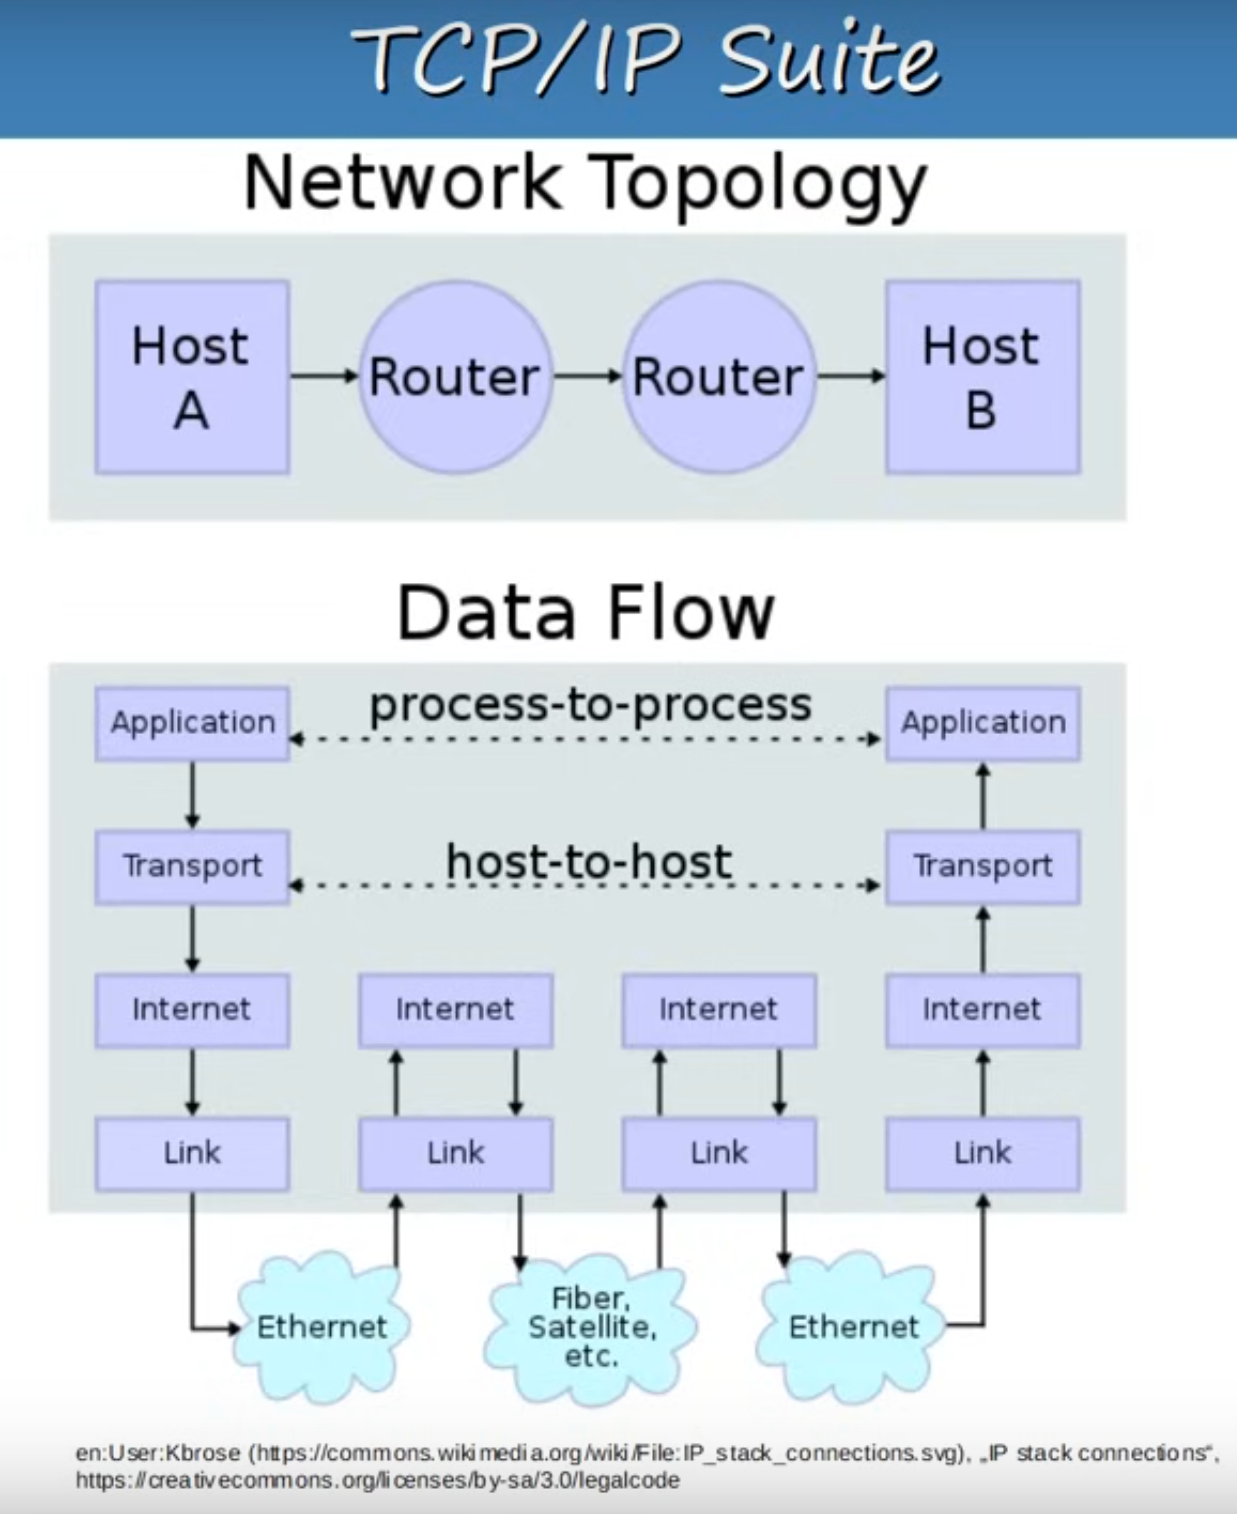 TCP/IP Suite
Network Topology
Host
A
Router
Router
Host
B
Data Flow
Application
process-to-process
Application
Transport
host-to-host
Transport
Internet
Internet
Internet
Internet
Link
Link
Link
Link
Ethernet
Fiber,
Satellite,
etc.
Ethernet
en:User:Kbrose (https://commons.wikimedia.org/wiki/File:IP_stack_connections.svg), „IP stack connections“,
https://creativecommons.org/licenses/by-sa/3.0/legalcode